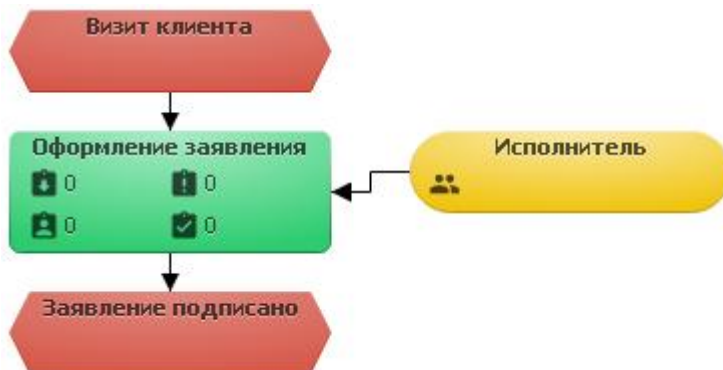 Визит клиента
Оформление заявления
0 0
0 0
Исполнитель
Заявление подписано